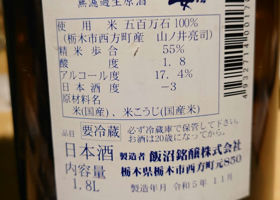 無濾過生原酒
使用米 五百万石100%
(栃木市西方町産 山ノ井亮司)
精米歩合 55%
酸度 1.8
アルコール度 17.4%
日本酒度 -3
原材料名
米(国産)、米こうじ(国産米)
品目 要冷蔵 必ず冷蔵庫で保管して下さい。
お酒は20歳になってから。
日本酒 製造者 飯沼銘醸株式会社
内容量 栃木県栃木市西方町元850
1.8L 製造年月 令和5年11月